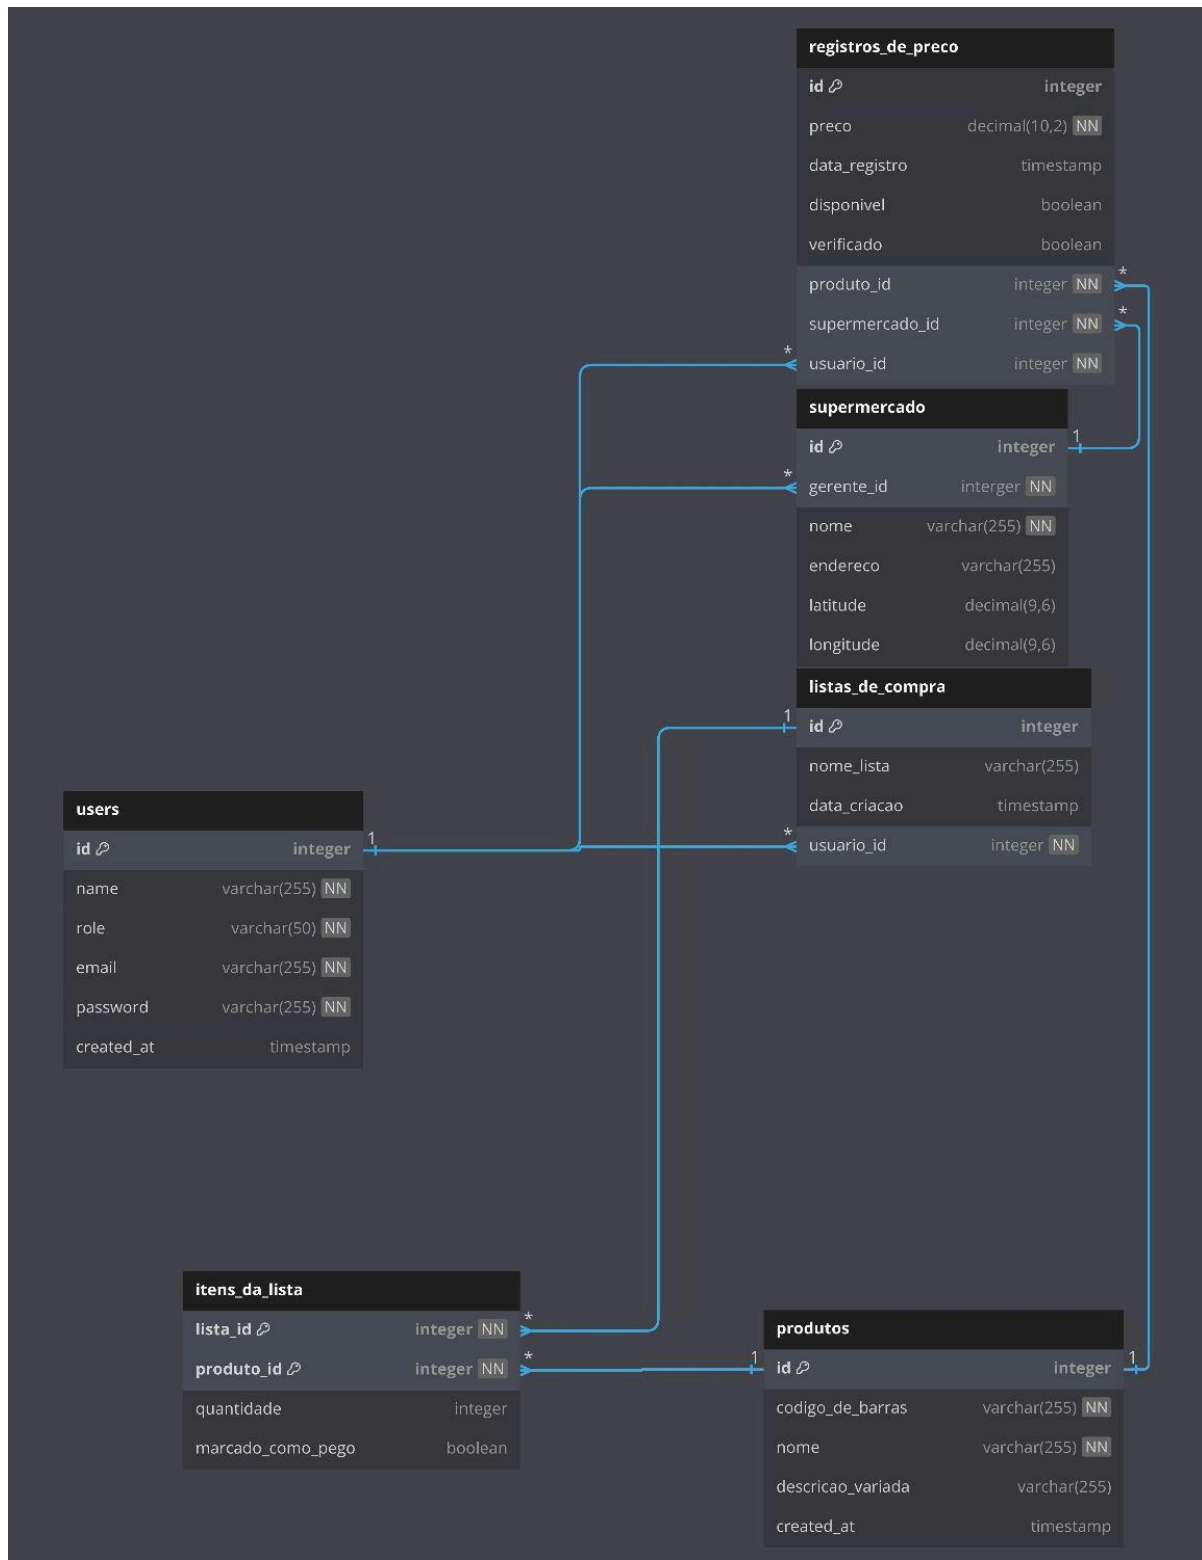 registros_de_preco
id integer
preco decimal(10,2) NN
data_registro timestamp
disponivel boolean
verificado boolean
*
produto_id integer NN
*
supermercado_id integer NN
*
usuario_id integer NN
supermercado
1
id integer
*
gerente_id interger NN
nome varchar(255) NN
endereco varchar(255)
latitude decimal(9,6)
longitude decimal(9,6)
listas_de_compra
1
id integer
nome_lista varchar(255)
data_criacao timestamp
*
usuario_id integer NN
users
1
id integer
name varchar(255) NN
role varchar(50) NN
email varchar(255) NN
password varchar(255) NN
created_at timestamp
itens_da_lista
*
lista_id integer NN
*
produto_id integer NN
quantidade integer
marcado_como_pego boolean
produtos
1 1
id integer
codigo_de_barras varchar(255) NN
nome varchar(255) NN
descricao_variada varchar(255)
created_at timestamp